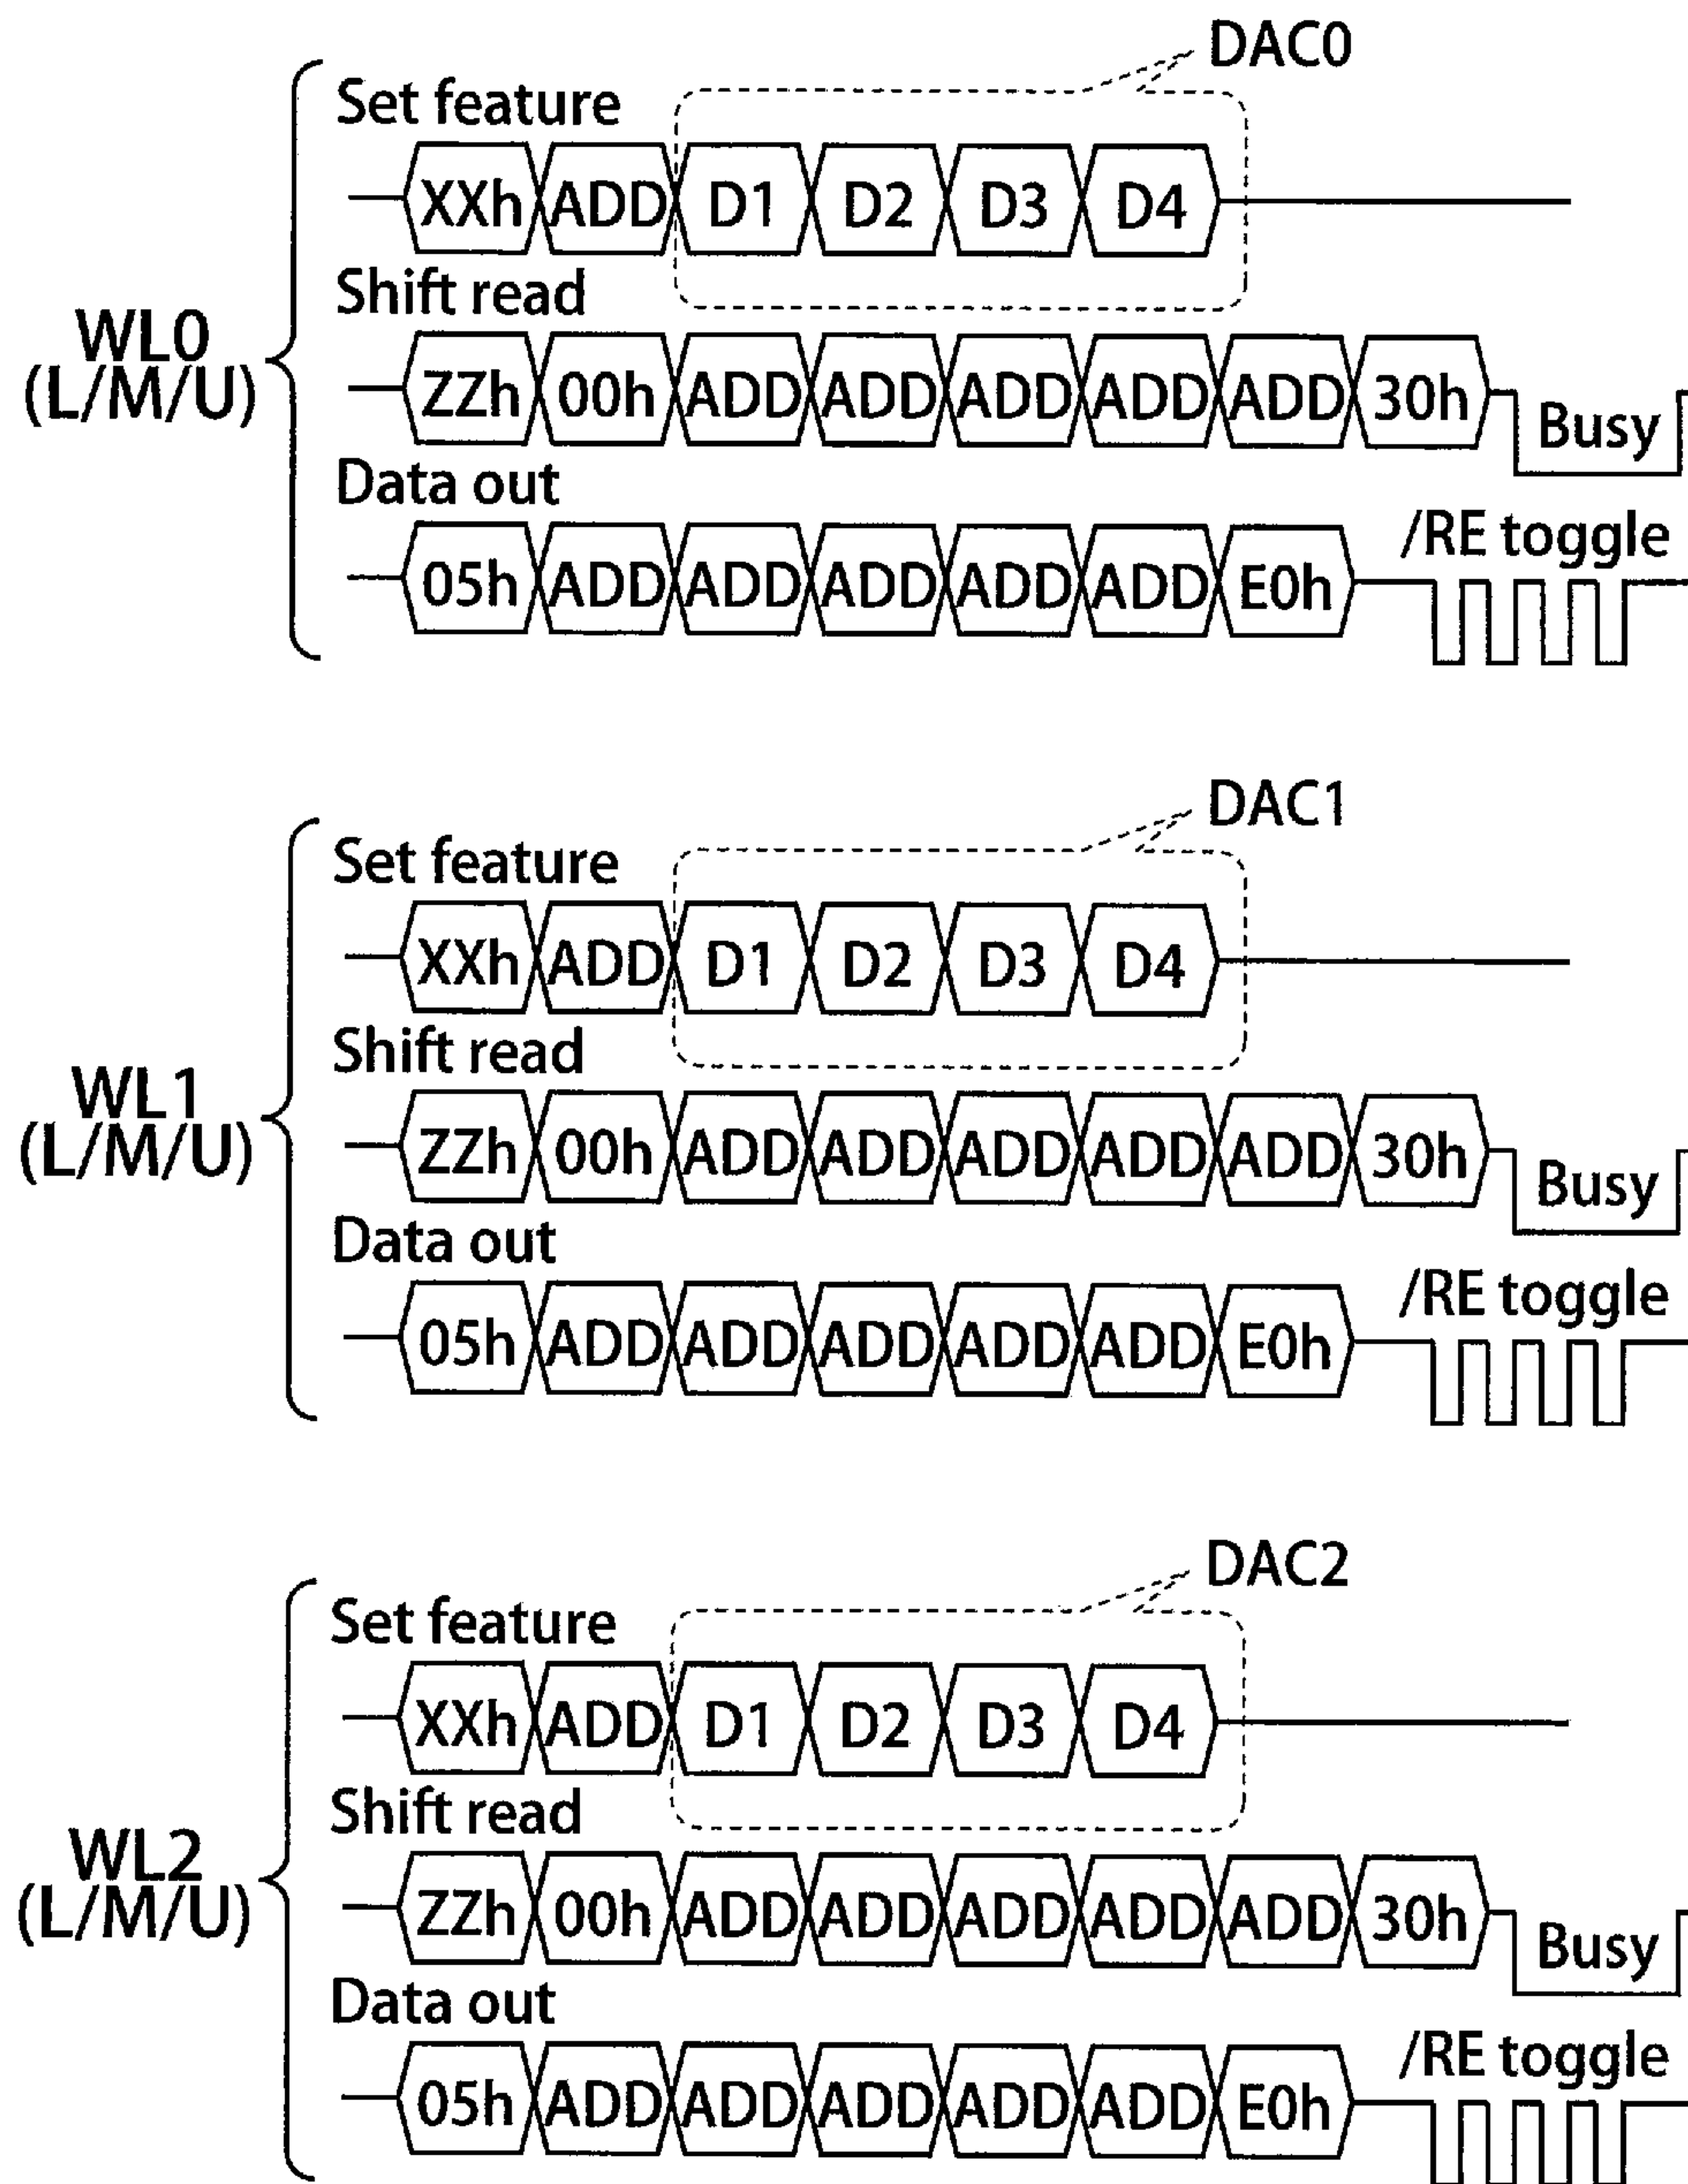 DAC0
Set feature
XXh ADD D1 D2 D3 D4
Shift read
WL0
(L/M/U)
ZZh 00h ADD ADD ADD ADD ADD 30h Busy
Data out
/RE toggle
05h ADD ADD ADD ADD ADD E0h
DAC1
Set feature
XXh ADD D1 D2 D3 D4
Shift read
WL1
(L/M/U)
ZZh 00h ADD ADD ADD ADD ADD 30h Busy
Data out
/RE toggle
05h ADD ADD ADD ADD ADD E0h
DAC2
Set feature
XXh ADD D1 D2 D3 D4
Shift read
WL2
(L/M/U)
ZZh 00h ADD ADD ADD ADD ADD 30h Busy
Data out
/RE toggle
05h ADD ADD ADD ADD ADD E0h